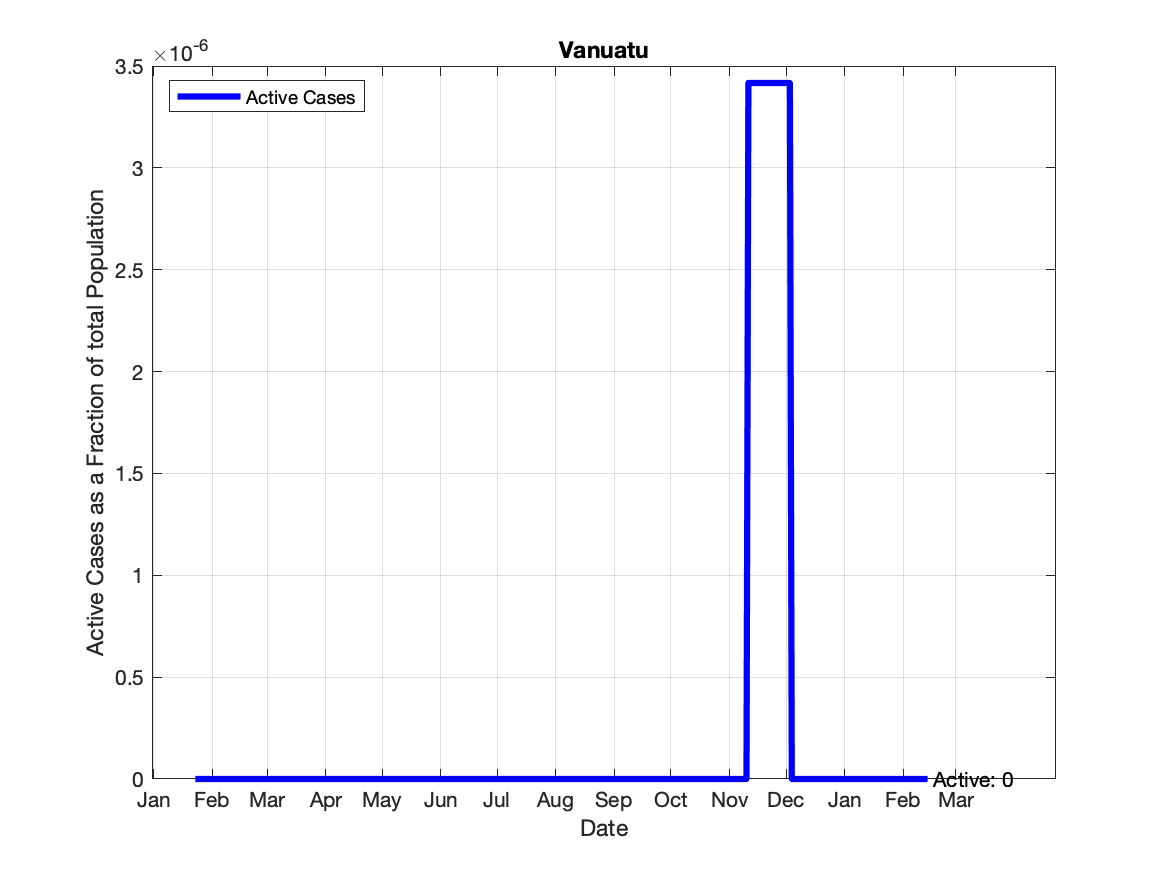 Vanuatu
×10-6
Active Cases
3.5
3
2.5
2
1.5
1
0.5
0
Active Cases as a Fraction of total Population
Active: 0
Jan Feb Mar Apr May Jun Jul Aug Sep Oct Nov Dec Jan Feb Mar
Date